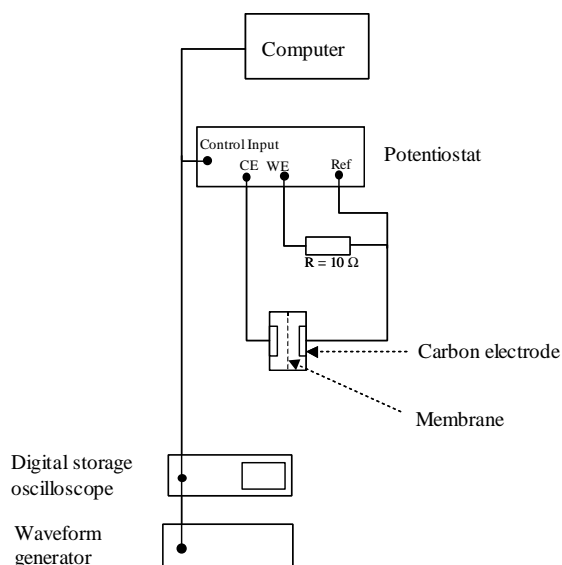 Computer
Control Input
CE WE Ref
Potentiostat
R = 10 Ω
Carbon electrode
Membrane
Digital storage
oscilloscope
Waveform
generator